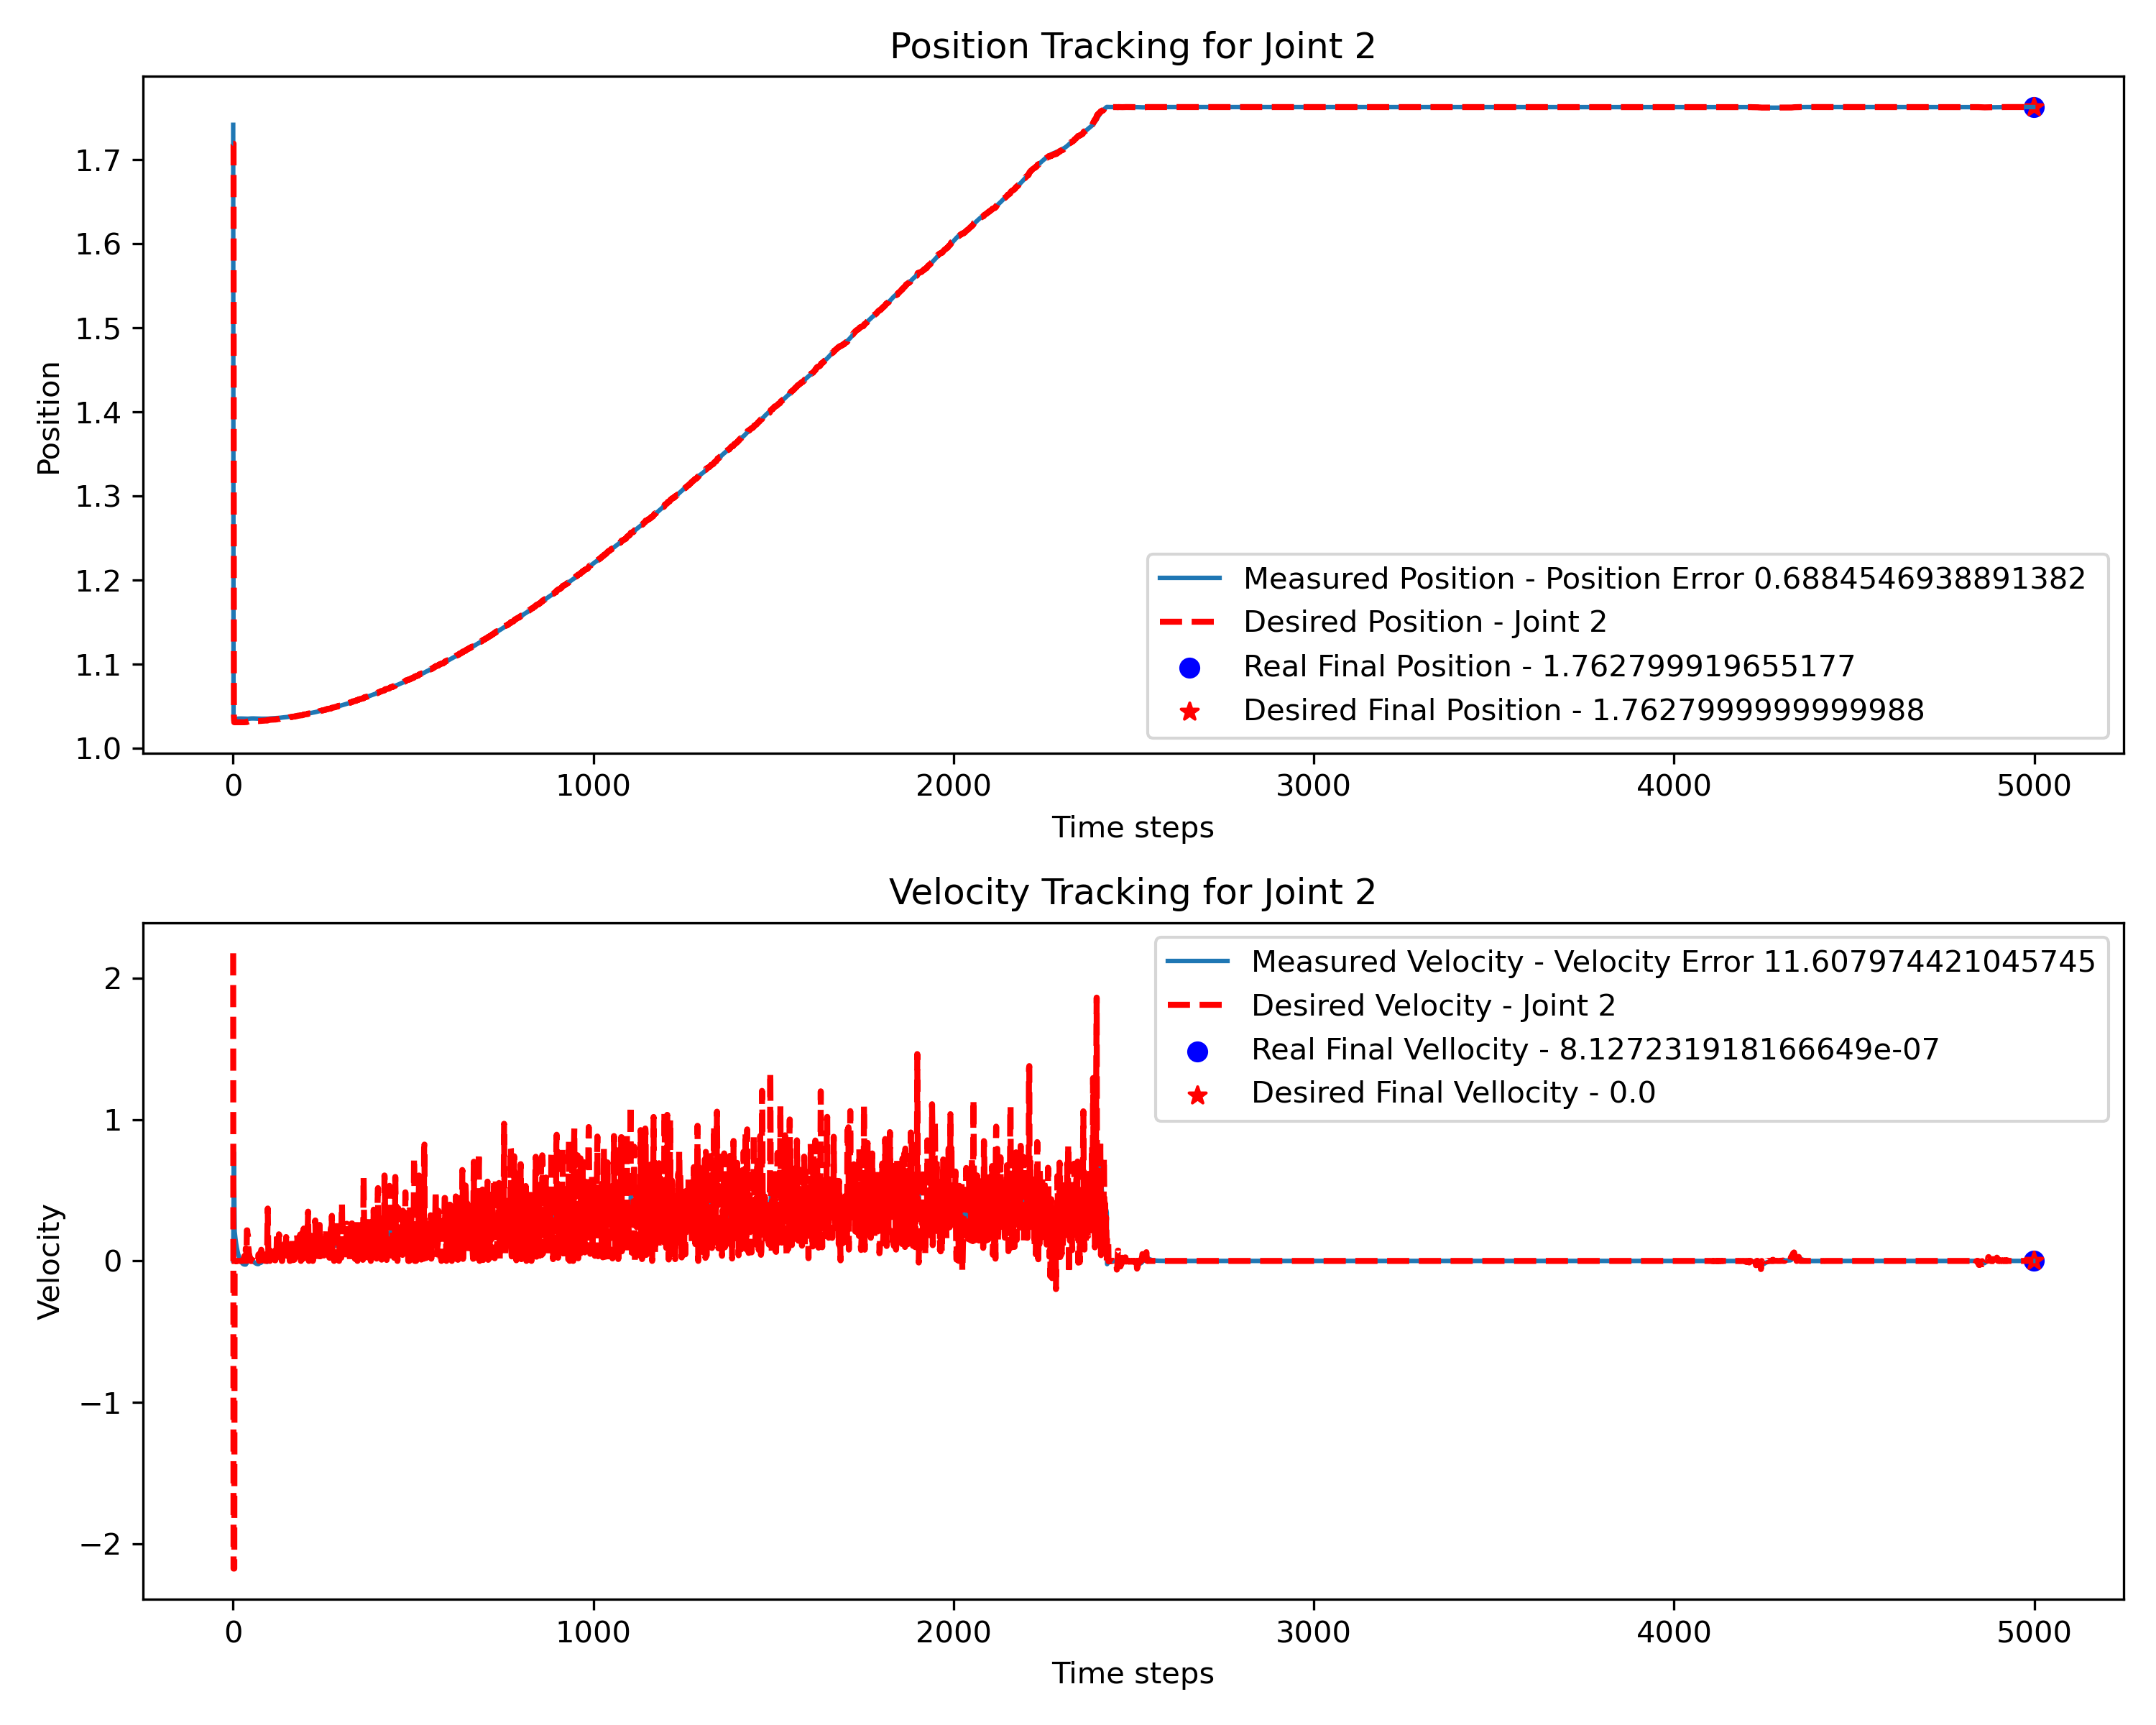 Position Tracking for Joint 2
Position
1.7
1.6
1.5
1.4
1.3
1.2
1.1
1.0
Measured Position - Position Error 0.6884546938891382
Desired Position - Joint 2
Real Final Position - 1.762799919655177
Desired Final Position - 1.7627999999999988
0 1000 2000 3000 4000 5000
Time steps
Velocity Tracking for Joint 2
Velocity
2
1
0
−1
−2
Measured Velocity - Velocity Error 11.607974421045745
Desired Velocity - Joint 2
Real Final Vellocity - 8.127231918166649e-07
Desired Final Vellocity - 0.0
0 1000 2000 3000 4000 5000
Time steps